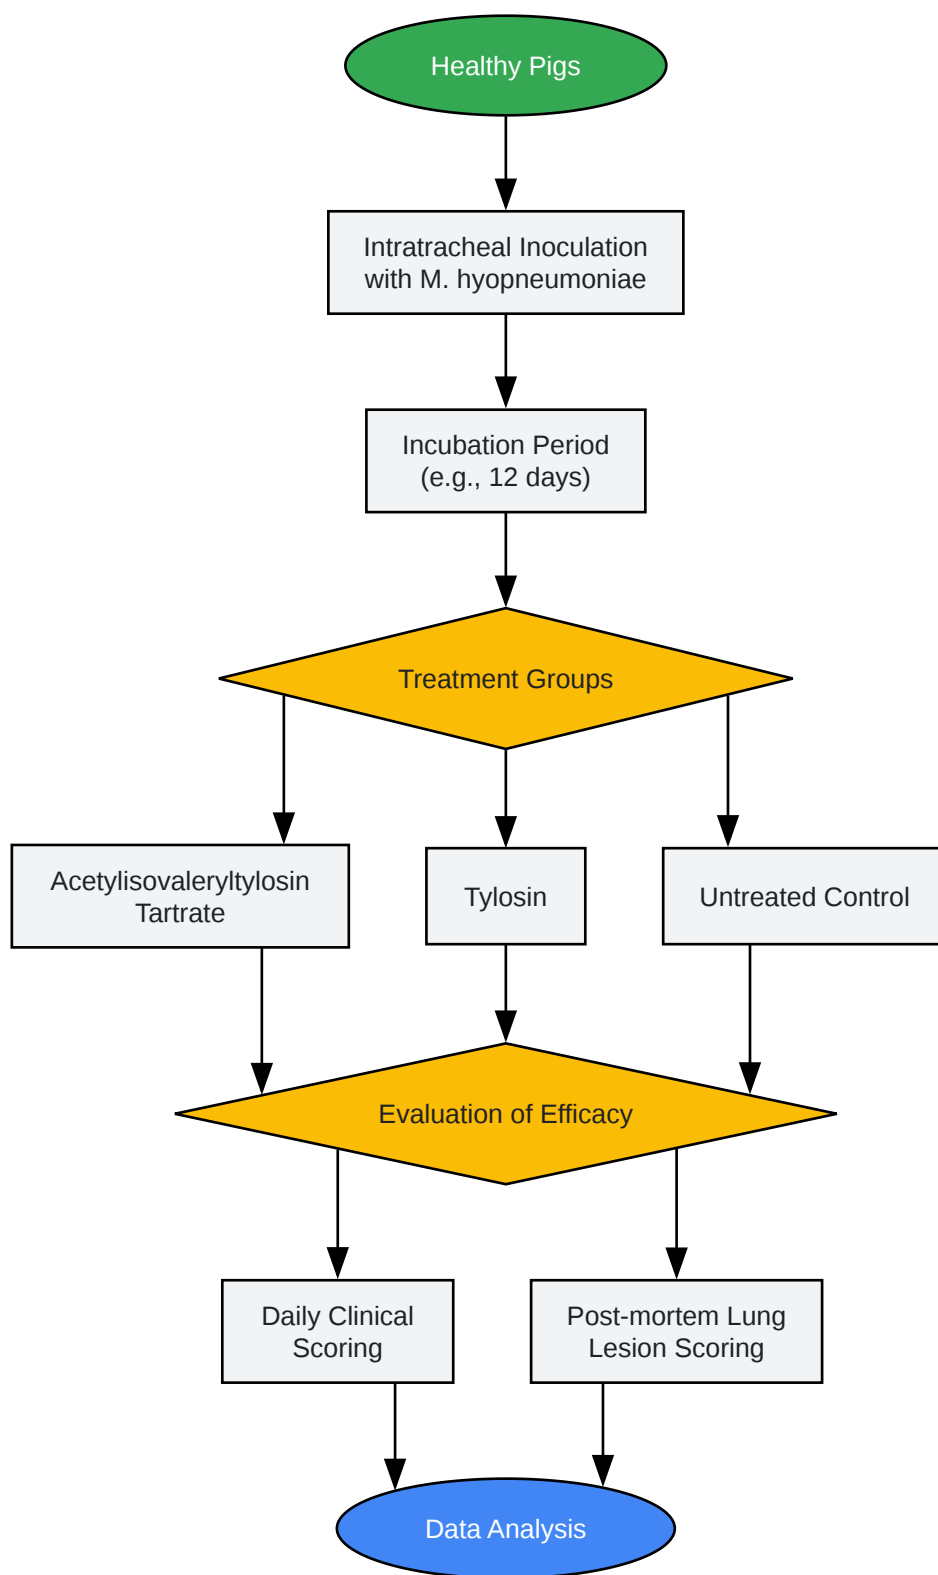 Healthy Pigs
Intratracheal Inoculation
with M. hyopneumoniae
Incubation Period
(e.g., 12 days)
Treatment Groups
Acetylisovaleryltylosin
Tartrate
Tylosin
Untreated Control
Evaluation of Efficacy
Daily Clinical
Scoring
Post-mortem Lung
Lesion Scoring
Data Analysis